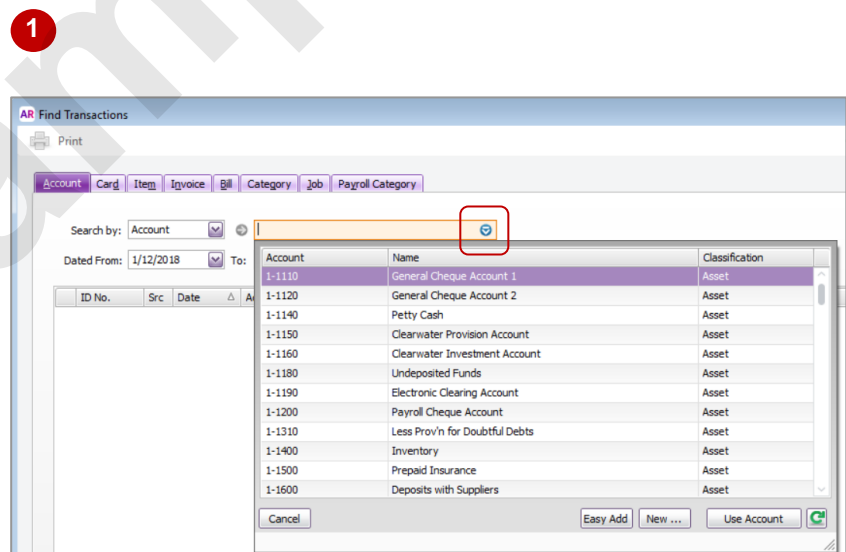 1
AR Find Transactions
Print
Account Card Item Invoice Bill Category Job Payroll Category
Search by: Account
Dated From: 1/12/2018 To:
ID No. Src Date
Account Name Classification
1-1110 General Cheque Account 1 Asset
1-1120 General Cheque Account 2 Asset
1-1140 Petty Cash Asset
1-1150 Clearwater Provision Account Asset
1-1160 Clearwater Investment Account Asset
1-1180 Undeposited Funds Asset
1-1190 Electronic Clearing Account Asset
1-1200 Payroll Cheque Account Asset
1-1310 Less Prov'n for Doubtful Debts Asset
1-1400 Inventory Asset
1-1500 Prepaid Insurance Asset
1-1600 Deposits with Suppliers Asset
Cancel Easy Add New ... Use Account